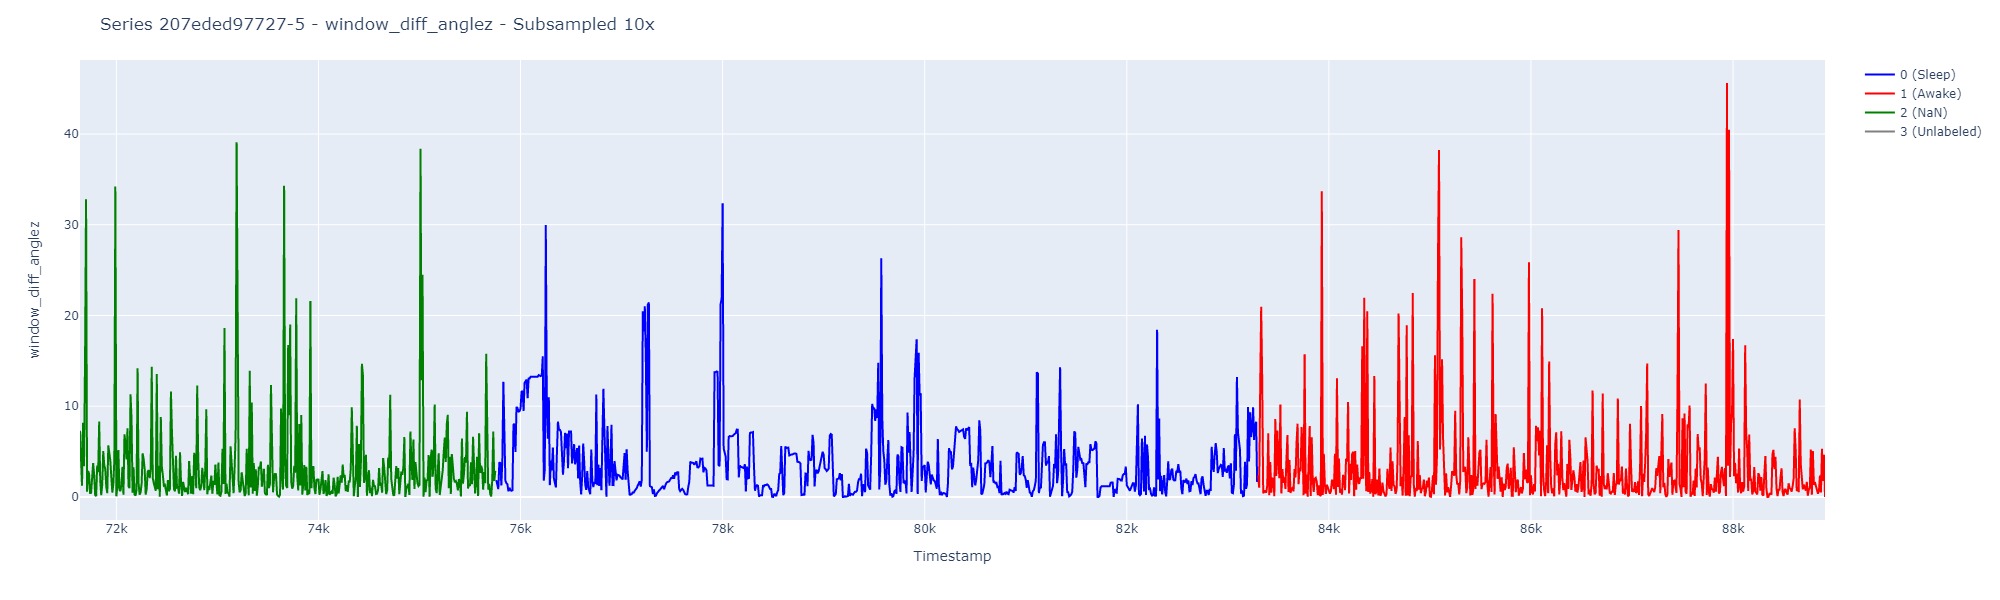 Series 207eded97727-5 - window_diff_anglez - Subsampled 10x
0 (Sleep)
1 (Awake)
2 (NaN)
3 (Unlabeled)
window_diff_anglez
40
30
20
10
0
72k
74k
76k
78k
80k
82k
84k
86k
88k
Timestamp